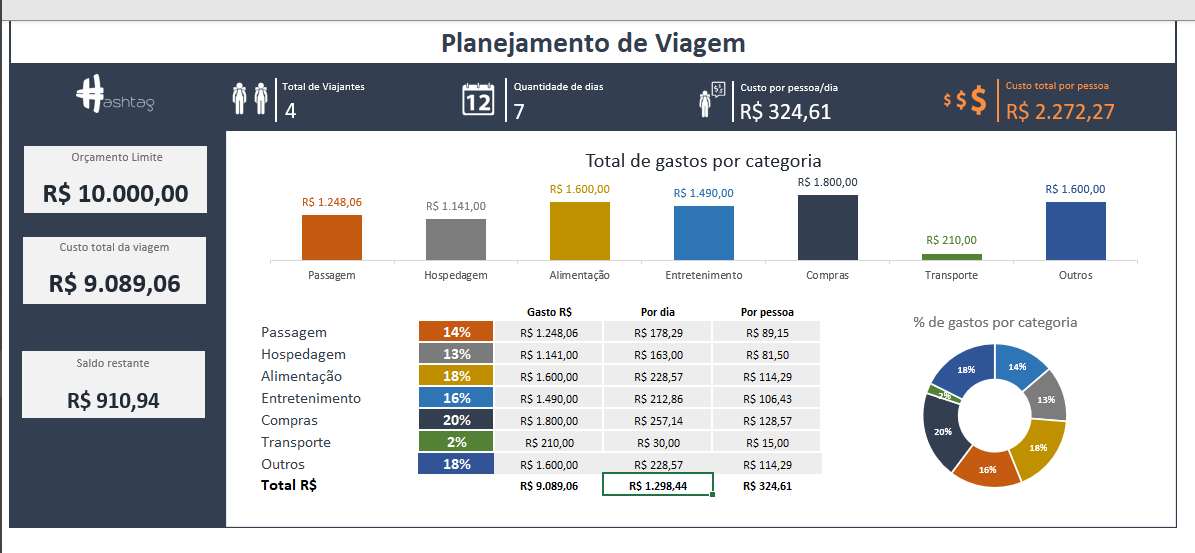 Planejamento de Viagem
Hashtag
Total de Viajantes
4
12
Quantidade de dias
7
$
Custo por pessoa/dia
R$ 324,61
$ $ $
Custo total por pessoa
R$ 2.272,27
Orçamento Limite
R$ 10.000,00
Custo total da viagem
R$ 9.089,06
Saldo restante
R$ 910,94
Total de gastos por categoria
R$ 1.248,06
R$ 1.141,00
R$ 1.600,00
R$ 1.490,00
R$ 1.800,00
R$ 210,00
R$ 1.600,00
Passagem
Hospedagem
Alimentação
Entretenimento
Compras
Transporte
Outros
Gasto R$ Por dia Por pessoa
Passagem 14% R$ 1.248,06 R$ 178,29 R$ 89,15
Hospedagem 13% R$ 1.141,00 R$ 163,00 R$ 81,50
Alimentação 18% R$ 1.600,00 R$ 228,57 R$ 114,29
Entretenimento 16% R$ 1.490,00 R$ 212,86 R$ 106,43
Compras 20% R$ 1.800,00 R$ 257,14 R$ 128,57
Transporte 2% R$ 210,00 R$ 30,00 R$ 15,00
Outros 18% R$ 1.600,00 R$ 228,57 R$ 114,29
Total R$ R$ 9.089,06 R$ 1.298,44 R$ 324,61
% de gastos por categoria
14%
13%
18%
16%
20%
2%
18%